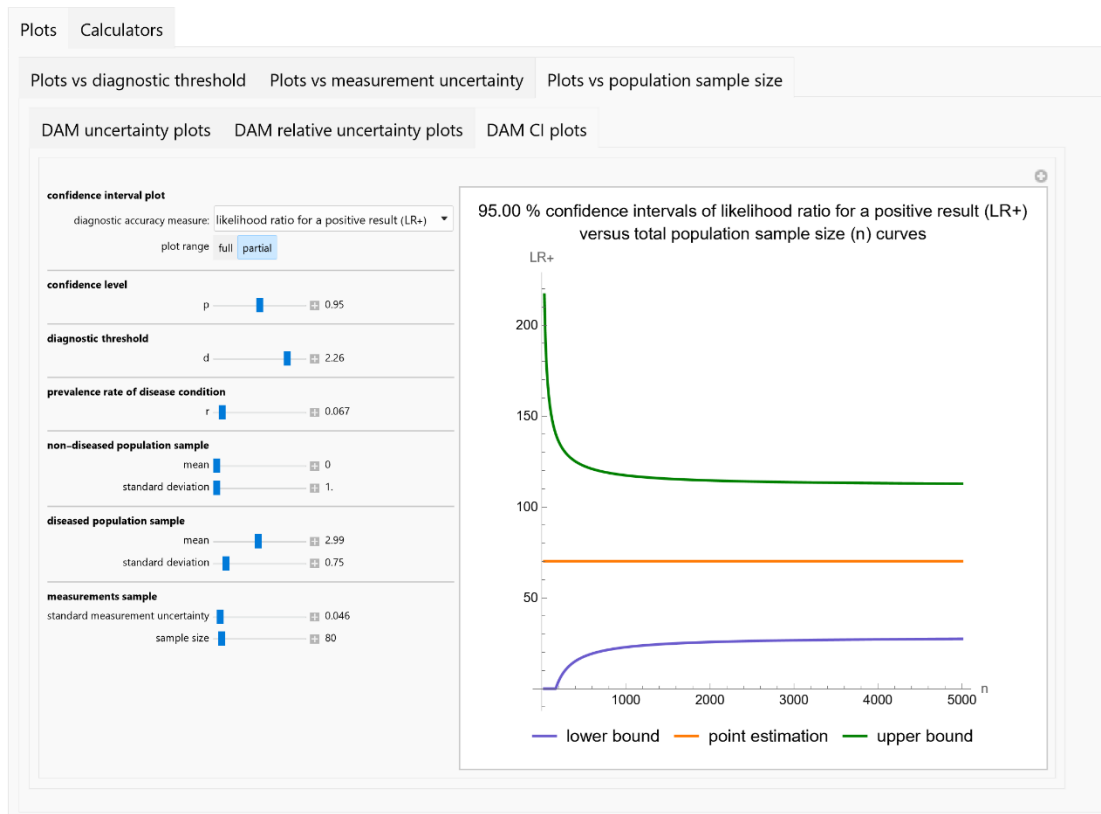 Plots Calculators
Plots vs diagnostic threshold Plots vs measurement uncertainty Plots vs population sample size
DAM uncertainty plots DAM relative uncertainty plots DAM CI plots
confidence interval plot
diagnostic accuracy measure: likelihood ratio for a positive result (LR+)
plot range full partial
confidence level
p 0.95
diagnostic threshold
d 2.26
prevalence rate of disease condition
r 0.067
non-diseased population sample
mean 0
standard deviation 1.
diseased population sample
mean 2.99
standard deviation 0.75
measurements sample
standard measurement uncertainty 0.046
sample size 80
95.00 % confidence intervals of likelihood ratio for a positive result (LR+)
versus total population sample size (n) curves
LR+
200
150
100
50
1000 2000 3000 4000 5000 n
lower bound point estimation upper bound